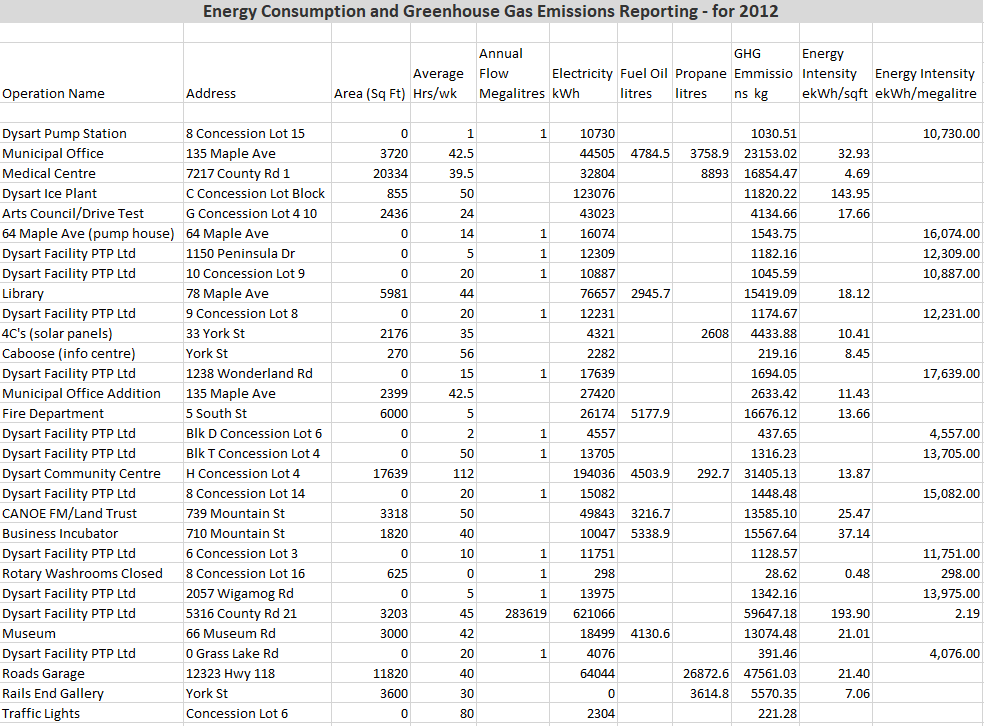 Energy Consumption and Greenhouse Gas Emissions Reporting - for 2012
Annual GHG Energy
Average Flow Electricity Fuel Oil Propane Emmissio Intensity Energy Intensity
Operation Name Address Area (Sq Ft) Hrs/wk Megalitres kWh litres litres ns kg ekWh/sqft ekWh/megalitre
Dysart Pump Station 8 Concession Lot 15 0 1 1 10730 1030.51 10,730.00
Municipal Office 135 Maple Ave 3720 42.5 44505 4784.5 3758.9 23153.02 32.93
Medical Centre 7217 County Rd 1 20334 39.5 32804 8893 16854.47 4.69
Dysart Ice Plant C Concession Lot Block 855 50 123076 11820.22 143.95
Arts Council/Drive Test G Concession Lot 4 10 2436 24 43023 4134.66 17.66
64 Maple Ave (pump house) 64 Maple Ave 0 14 1 16074 1543.75 16,074.00
Dysart Facility PTP Ltd 1150 Peninsula Dr 0 5 1 12309 1182.16 12,309.00
Dysart Facility PTP Ltd 10 Concession Lot 9 0 20 1 10887 1045.59 10,887.00
Library 78 Maple Ave 5981 44 76657 2945.7 15419.09 18.12
Dysart Facility PTP Ltd 9 Concession Lot 8 0 20 1 12231 1174.67 12,231.00
4C's (solar panels) 33 York St 2176 35 4321 2608 4433.88 10.41
Caboose (info centre) York St 270 56 2282 219.16 8.45
Dysart Facility PTP Ltd 1238 Wonderland Rd 0 15 1 17639 1694.05 17,639.00
Municipal Office Addition 135 Maple Ave 2399 42.5 27420 2633.42 11.43
Fire Department 5 South St 6000 5 26174 5177.9 16676.12 13.66
Dysart Facility PTP Ltd Blk D Concession Lot 6 0 2 1 4557 437.65 4,557.00
Dysart Facility PTP Ltd Blk T Concession Lot 4 0 50 1 13705 1316.23 13,705.00
Dysart Community Centre H Concession Lot 4 17639 112 194036 4503.9 292.7 31405.13 13.87
Dysart Facility PTP Ltd 8 Concession Lot 14 0 20 1 15082 1448.48 15,082.00
CANOE FM/Land Trust 739 Mountain St 3318 50 49843 3216.7 13585.10 25.47
Business Incubator 710 Mountain St 1820 40 10047 5338.9 15567.64 37.14
Dysart Facility PTP Ltd 6 Concession Lot 3 0 10 1 11751 1128.57 11,751.00
Rotary Washrooms Closed 8 Concession Lot 16 625 0 1 298 28.62 0.48 298.00
Dysart Facility PTP Ltd 2057 Wigamog Rd 0 5 1 13975 1342.16 13,975.00
Dysart Facility PTP Ltd 5316 County Rd 21 3203 45 283619 621066 59647.18 193.90 2.19
Museum 66 Museum Rd 3000 42 18499 4130.6 13074.48 21.01
Dysart Facility PTP Ltd 0 Grass Lake Rd 0 20 1 4076 391.46 4,076.00
Roads Garage 12323 Hwy 118 11820 40 64044 26872.6 47561.03 21.40
Rails End Gallery York St 3600 30 0 3614.8 5570.35 7.06
Traffic Lights Concession Lot 6 0 80 2304 221.28